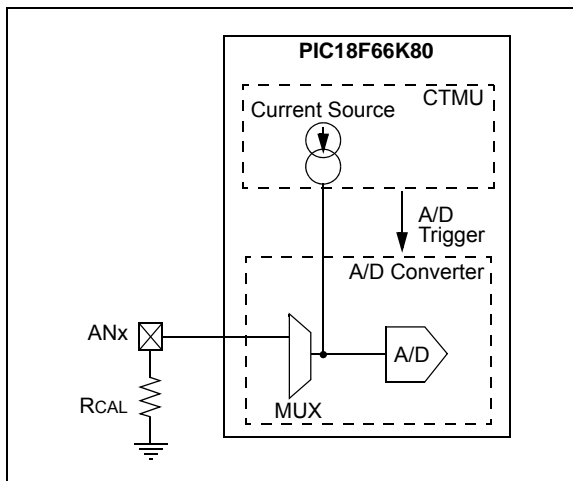 PIC18F66K80
CTMU
Current Source
A/D
Trigger
A/D Converter
ANx
A/D
RCAL
MUX